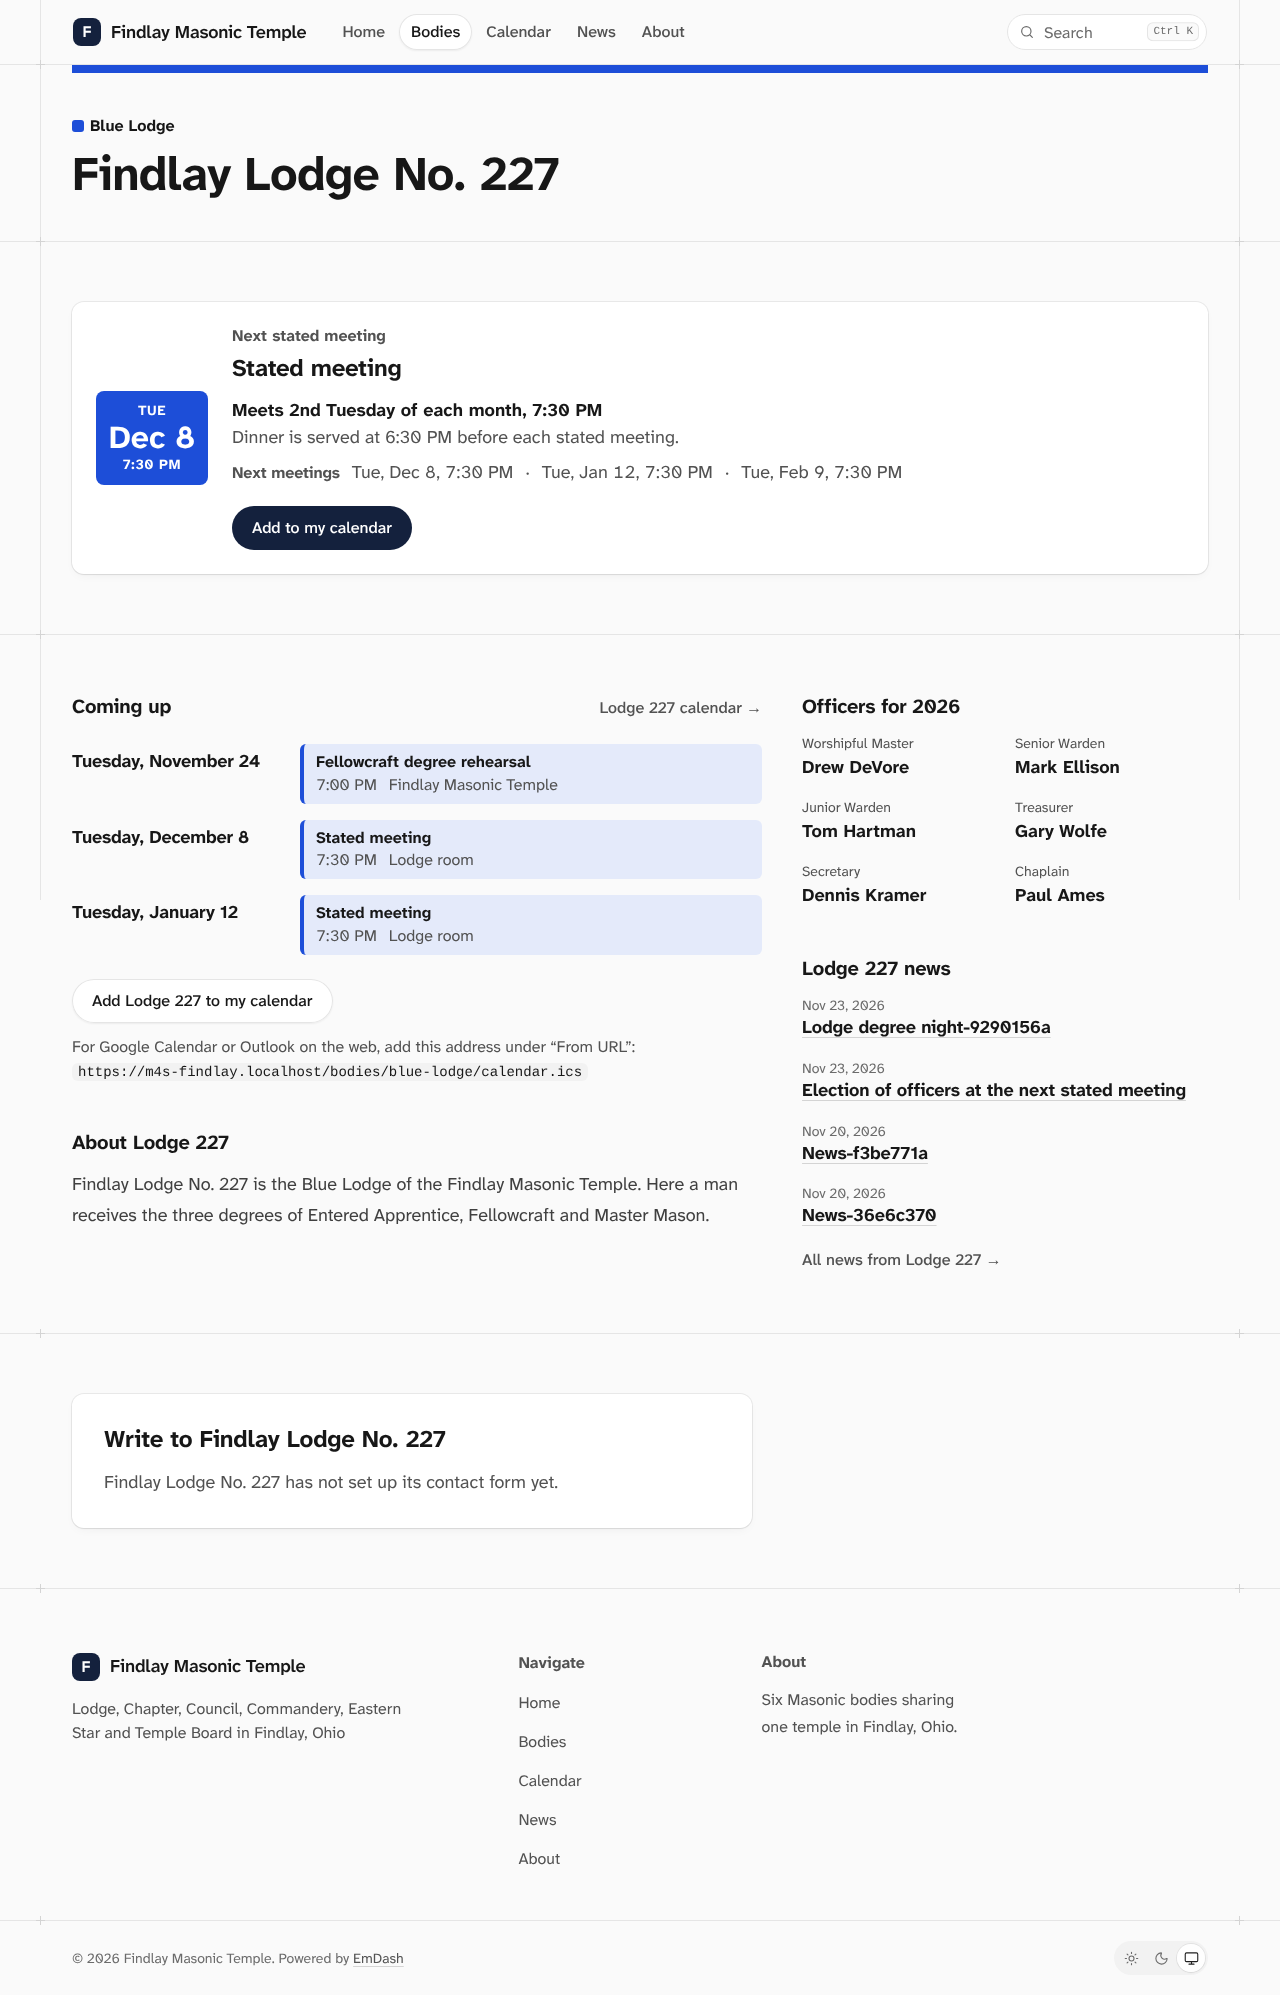 F Findlay Masonic Temple Home Bodies Calendar News About Search Ctrl K
Blue Lodge
Findlay Lodge No. 227
Next stated meeting
Stated meeting
TUE
Dec 8
7:30 PM
Meets 2nd Tuesday of each month, 7:30 PM
Dinner is served at 6:30 PM before each stated meeting.
Next meetings Tue, Dec 8, 7:30 PM · Tue, Jan 12, 7:30 PM · Tue, Feb 9, 7:30 PM
Add to my calendar
Coming up Lodge 227 calendar →
Tuesday, November 24
Fellowcraft degree rehearsal
7:00 PM Findlay Masonic Temple
Tuesday, December 8
Stated meeting
7:30 PM Lodge room
Tuesday, January 12
Stated meeting
7:30 PM Lodge room
Add Lodge 227 to my calendar
For Google Calendar or Outlook on the web, add this address under “From URL”:
https://m4s-findlay.localhost/bodies/blue-lodge/calendar.ics
About Lodge 227
Findlay Lodge No. 227 is the Blue Lodge of the Findlay Masonic Temple. Here a man
receives the three degrees of Entered Apprentice, Fellowcraft and Master Mason.
Officers for 2026
Worshipful Master
Drew DeVore
Senior Warden
Mark Ellison
Junior Warden
Tom Hartman
Treasurer
Gary Wolfe
Secretary
Dennis Kramer
Chaplain
Paul Ames
Lodge 227 news
Nov 23, 2026
Lodge degree night-9290156a
Nov 23, 2026
Election of officers at the next stated meeting
Nov 20, 2026
News-f3be771a
Nov 20, 2026
News-36e6c370
All news from Lodge 227 →
Write to Findlay Lodge No. 227
Findlay Lodge No. 227 has not set up its contact form yet.
F Findlay Masonic Temple
Lodge, Chapter, Council, Commandery, Eastern
Star and Temple Board in Findlay, Ohio
Navigate
Home
Bodies
Calendar
News
About
About
Six Masonic bodies sharing
one temple in Findlay, Ohio.
© 2026 Findlay Masonic Temple. Powered by EmDash